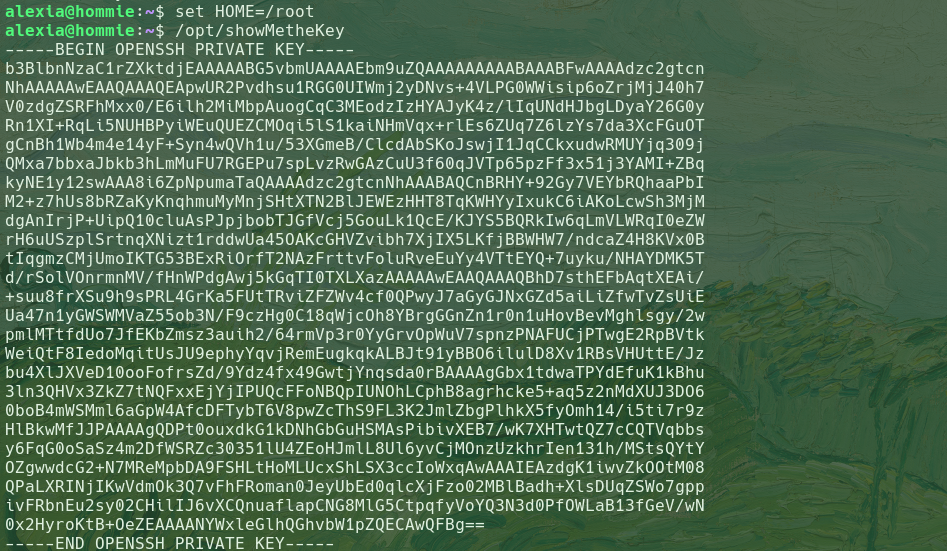 alexia@hommie:~$ set HOME=/root
alexia@hommie:~$ /opt/showMetheKey
-----BEGIN OPENSSH PRIVATE KEY-----
b3BlbnNzaC1rZXktdjEAAAAABG5vbmUAAAAEbm9uZQAAAAAAAAABAAABFwAAAAdzc2gtcn
NhAAAAAwEAAQAAAQEApwUR2Pvdhsu1RGG0UIWmj2yDNvs+4VLPG0WWisip6oZrjMjJ40h7
V0zdgZSRFhMxx0/E6ilh2MiMbpAuogCqC3MEodzIzHYAJyK4z/lIqUNdHJbgLDyaY26G0y
Rn1XI+RqLi5NUHBPyiWEuQUEZCMOqi5lS1kaiNHmVqx+rlEs6ZUq7Z6lzYs7da3XcFGuOT
gCnBh1Wb4m4e14yF+Syn4wQVh1u/53XGmeB/ClcdAbSKoJswjI1JqCCkxudwRMUYjq309j
QMxa7bbxaJbkb3hLmMuFU7RGEPu7spLvzRwGAzCuU3f60qJVTp65pzFf3x51j3YAMI+ZBq
kyNE1y12swAAA8i6ZpNpumaTaQAAAAdzc2gtcnNhAAABAQCnBRHY+92Gy7VEYbRQhaaPbI
M2+z7hUs8bRZaKyKnqhmuMyMnjSHtXTN2BlJEWEzHHT8TqKWHYyIxukC6iAKoLcwSh3MjM
dgAnIrjP+UipQ10cluAsPJpjbobTJGfVcj5GouLk1QcE/KJYS5BQRkIw6qLmVLWRqI0eZW
rH6uUSzplSrtnqXNizt1rddwUa45OAKcGHVZvibh7XjIX5LKfjBBWHW7/ndcaZ4H8KVx0B
tIqgmzCMjUmoIKTG53BExRiOrfT2NAzFrttvFoluRveEuYy4VTtEYQ+7uyku/NHAYDMK5T
d/rSolVOnrmnMV/fHnWPdgAwj5kGqTI0TXLXazAAAAAwEAAQAAAQBhD7sthEFbAqtXEAi/
+suu8frXSu9h9sPRL4GrKa5FUtTRviZFZWv4cf0QPwyJ7aGyGJNxGZd5aiLiZfwTvZsUiE
Ua47n1yGWSWMVaZ55ob3N/F9czHg0C18qWjcOh8YBrgGGnZn1r0n1uHovBevMghlsgy/2w
pmlMTtfdUo7JfEKbZmsz3aulh2/64rmVp3r0YyGrvOpWuV7spnzPNAFUCjPTwgE2RpBVtk
WeiQtF8IedoMqitUsJU9ephyYqvjRemEugkqkALBJt91yBBO6ilulD8Xv1RBsVHUttE/Jz
bu4XlJXVeD10ooFofrsZd/9Ydz4fx49GwtjYnqsda0rBAAAAgGbx1tdwaTPYdEfuK1kBhu
3ln3QHVx3ZkZ7tNQFxxEjYjIPUQcFFoNBQpIUNOhLCphB8agrhcke5+aq5z2nMdXUJ3DO6
0boB4mWSMml6aGpW4AfcDFTybT6V8pwZcThS9FL3K2JmlZbgPlhkX5fyOmh14/i5ti7r9z
HlBkwMfJJPAAAAgQDPt0ouxdkG1kDNhGbGuHSMAsPibivXEB7/wK7XHTwtQZ7cCQTVqbbs
y6FqG0oSaSz4m2DfWSRZc30351lU4ZEoHJmlL8Ul6yvCjMOnzUzkhrIen131h/MStsQYtY
OZgwwdcG2+N7MReMpbDA9FSHLtHoMLUcxShLSX3ccIoWxqAwAAAIEAzdgK1iwvZkOOtM08
QPaLXRINjIKwVdmOk3Q7vFhFRoman0JeyUbEd0qlcXjFzo02MBlBadh+XlsDUqZSWo7gpp
ivFRbnEu2sy02CHilIJ6vXCQnuaflapCNG8MlG5CtpqfyVoYQ3N3d0PfOWLaB13fGeV/wN
0x2HyroKtB+OeZEAAAANYWxleGlhQGhvbW1pZQECAwQFBg==
-----END OPENSSH PRIVATE KEY-----